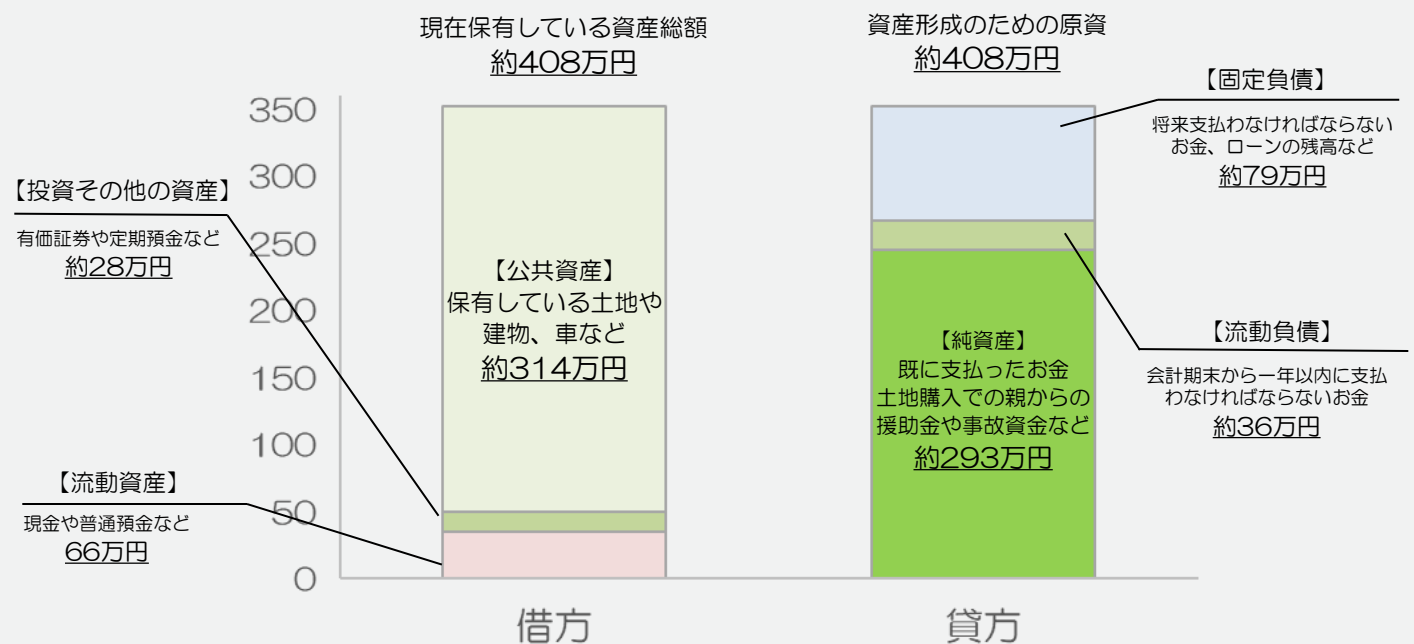 現在保有している資産総額
約408万円
資産形成のための原資
約408万円
【固定負債】
将来支払わなければならない
お金、ローンの残高など
約79万円
350
300
250
200
150
100
50
0
【投資その他の資産】
有価証券や定期預金など
約28万円
【公共資産】
保有している土地や
建物、車など
約314万円
【純資産】
既に支払ったお金
土地購入での親からの
援助金や事故資金など
約293万円
【流動負債】
会計期末から一年以内に支払
わなければならないお金
約36万円
【流動資産】
現金や普通預金など
66万円
借方
貸方